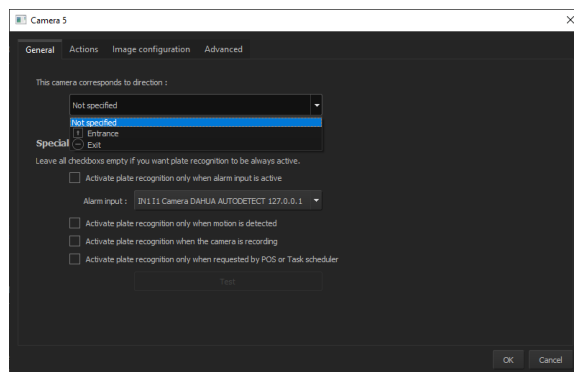 Camera 5
General Actions Image configuration Advanced
This camera corresponds to direction :
Not specified
Not specified
Entrance
Special
Exit
Leave all checkboxs empty if you want plate recognition to be always active.
Activate plate recognition only when alarm input is active
Alarm input : IN1 I1 Camera DAHUA AUTODETECT 127.0.0.1
Activate plate recognition only when motion is detected
Activate plate recognition when the camera is recording
Activate plate recognition only when requested by POS or Task scheduler
Test
OK Cancel